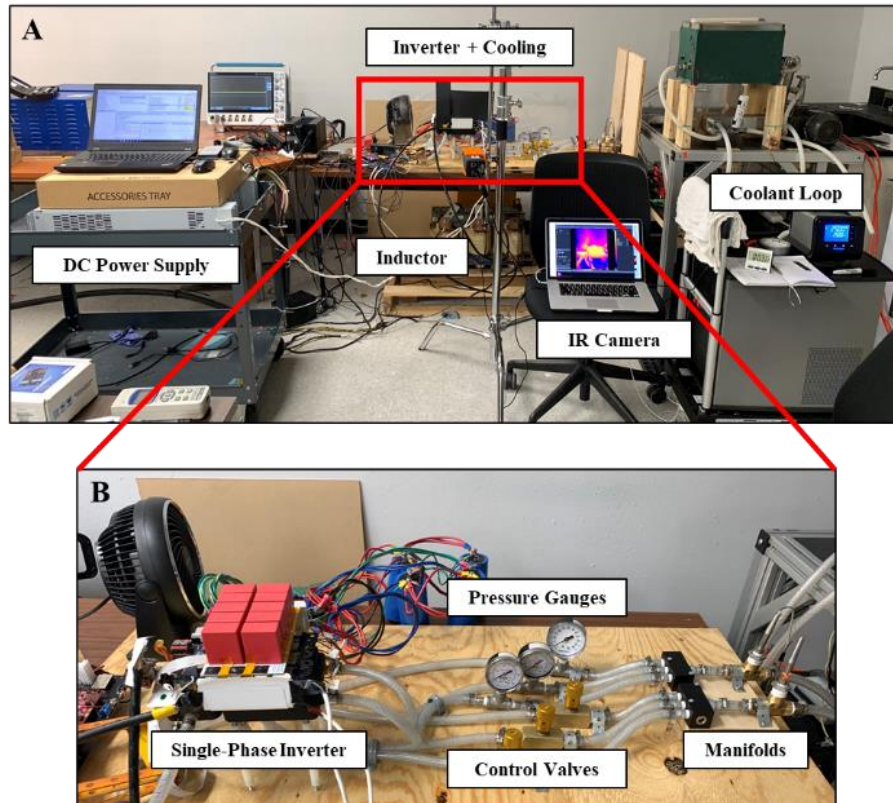 A
Inverter + Cooling
ACCESSORIES TRAY
DC Power Supply
Inductor
Coolant Loop
IR Camera
B
Pressure Gauges
Single-Phase Inverter
Control Valves
Manifolds